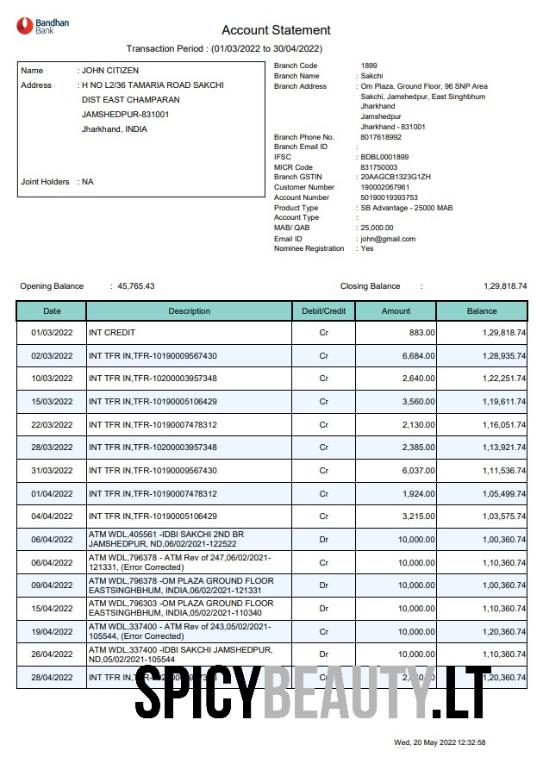 Bandhan
Bank
Account Statement
Transaction Period : (01/03/2022 to 30/04/2022)
Name : JOHN CITIZEN
Address : H NO L2/36 TAMARIA ROAD SAKCHI
DIST EAST CHAMPARAN
JAMSHEDPUR-831001
Jharkhand, INDIA
Joint Holders : NA
Branch Code 1899
Branch Name : Sakchi
Branch Address : Om Plaza, Ground Floor, 96 SNP Area
Sakchi, Jamshedpur, East Singhbhum
Jharkhand
Jamshedpur
Jharkhand - 831001
Branch Phone No. 8017618992
Branch Email ID :
IFSC : BDBL0001899
MICR Code 831750003
Branch GSTIN : 20AAGCB1323G1ZH
Customer Number 190002067961
Account Number 50190019393753
Product Type : SB Advantage - 25000 MAB
Account Type :
MAB/ QAB : 25,000.00
Email ID : john@gmail.com
Nominee Registration : Yes
Opening Balance : 45,765.43 Closing Balance : 1,29,818.74
Date Description Debit/Credit Amount Balance
01/03/2022 INT CREDIT Cr 883.00 1,29,818.74
02/03/2022 INT TFR IN,TFR-10190009567430 Cr 6,684.00 1,28,935.74
10/03/2022 INT TFR IN,TFR-10200003957348 Cr 2,640.00 1,22,251.74
15/03/2022 INT TFR IN,TFR-10190005106429 Cr 3,560.00 1,19,611.74
22/03/2022 INT TFR IN,TFR-10190007478312 Cr 2,130.00 1,16,051.74
28/03/2022 INT TFR IN,TFR-10200003957348 Cr 2,385.00 1,13,921.74
31/03/2022 INT TFR IN,TFR-10190009567430 Cr 6,037.00 1,11,536.74
01/04/2022 INT TFR IN,TFR-10190007478312 Cr 1,924.00 1,05,499.74
04/04/2022 INT TFR IN,TFR-10190005106429 Cr 3,215.00 1,03,575.74
06/04/2022 ATM WDL,405561 -IDBI SAKCHI 2ND BR
JAMSHEDPUR, ND,06/02/2021-122522 Dr 10,000.00 1,00,360.74
06/04/2022 ATM WDL,796378 - ATM Rev of 247,06/02/2021-
121331, (Error Corrected) Cr 10,000.00 1,10,360.74
09/04/2022 ATM WDL,796378 -OM PLAZA GROUND FLOOR
EASTSINGHBHUM, INDIA,06/02/2021-121331 Dr 10,000.00 1,00,360.74
15/04/2022 ATM WDL,796303 -OM PLAZA GROUND FLOOR
EASTSINGHBHUM, INDIA,05/02/2021-110340 Dr 10,000.00 1,10,360.74
19/04/2022 ATM WDL,337400 - ATM Rev of 243,05/02/2021-
105544, (Error Corrected) Cr 10,000.00 1,20,360.74
26/04/2022 ATM WDL,337400 -IDBI SAKCHI JAMSHEDPUR,
ND,05/02/2021-105544 Dr 10,000.00 1,10,360.74
28/04/2022 INT TFR 1,20,360.74
SPICYBEAUTY.LT
Wed, 20 May 2022 12:32:58